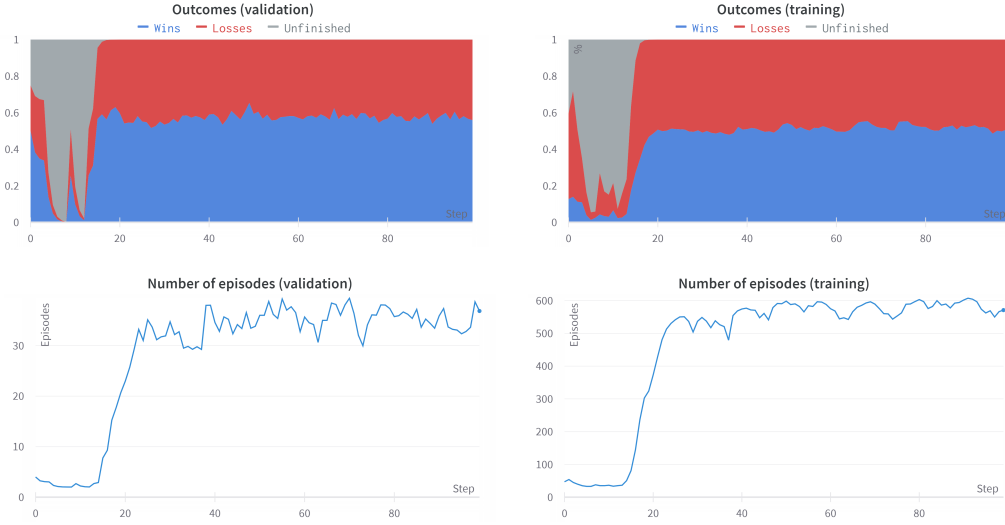 Outcomes (validation)
Wins Losses Unfinished
1
0.8
0.6
0.4
0.2
0
Step
0 20 40 60 80
Outcomes (training)
Wins Losses Unfinished
%
1
0.8
0.6
0.4
0.2
0
Step
0 20 40 60 80
Number of episodes (validation)
Episodes
30
20
10
0
Step
0 20 40 60 80
Number of episodes (training)
Episodes
600
500
400
300
200
100
0
Step
0 20 40 60 80